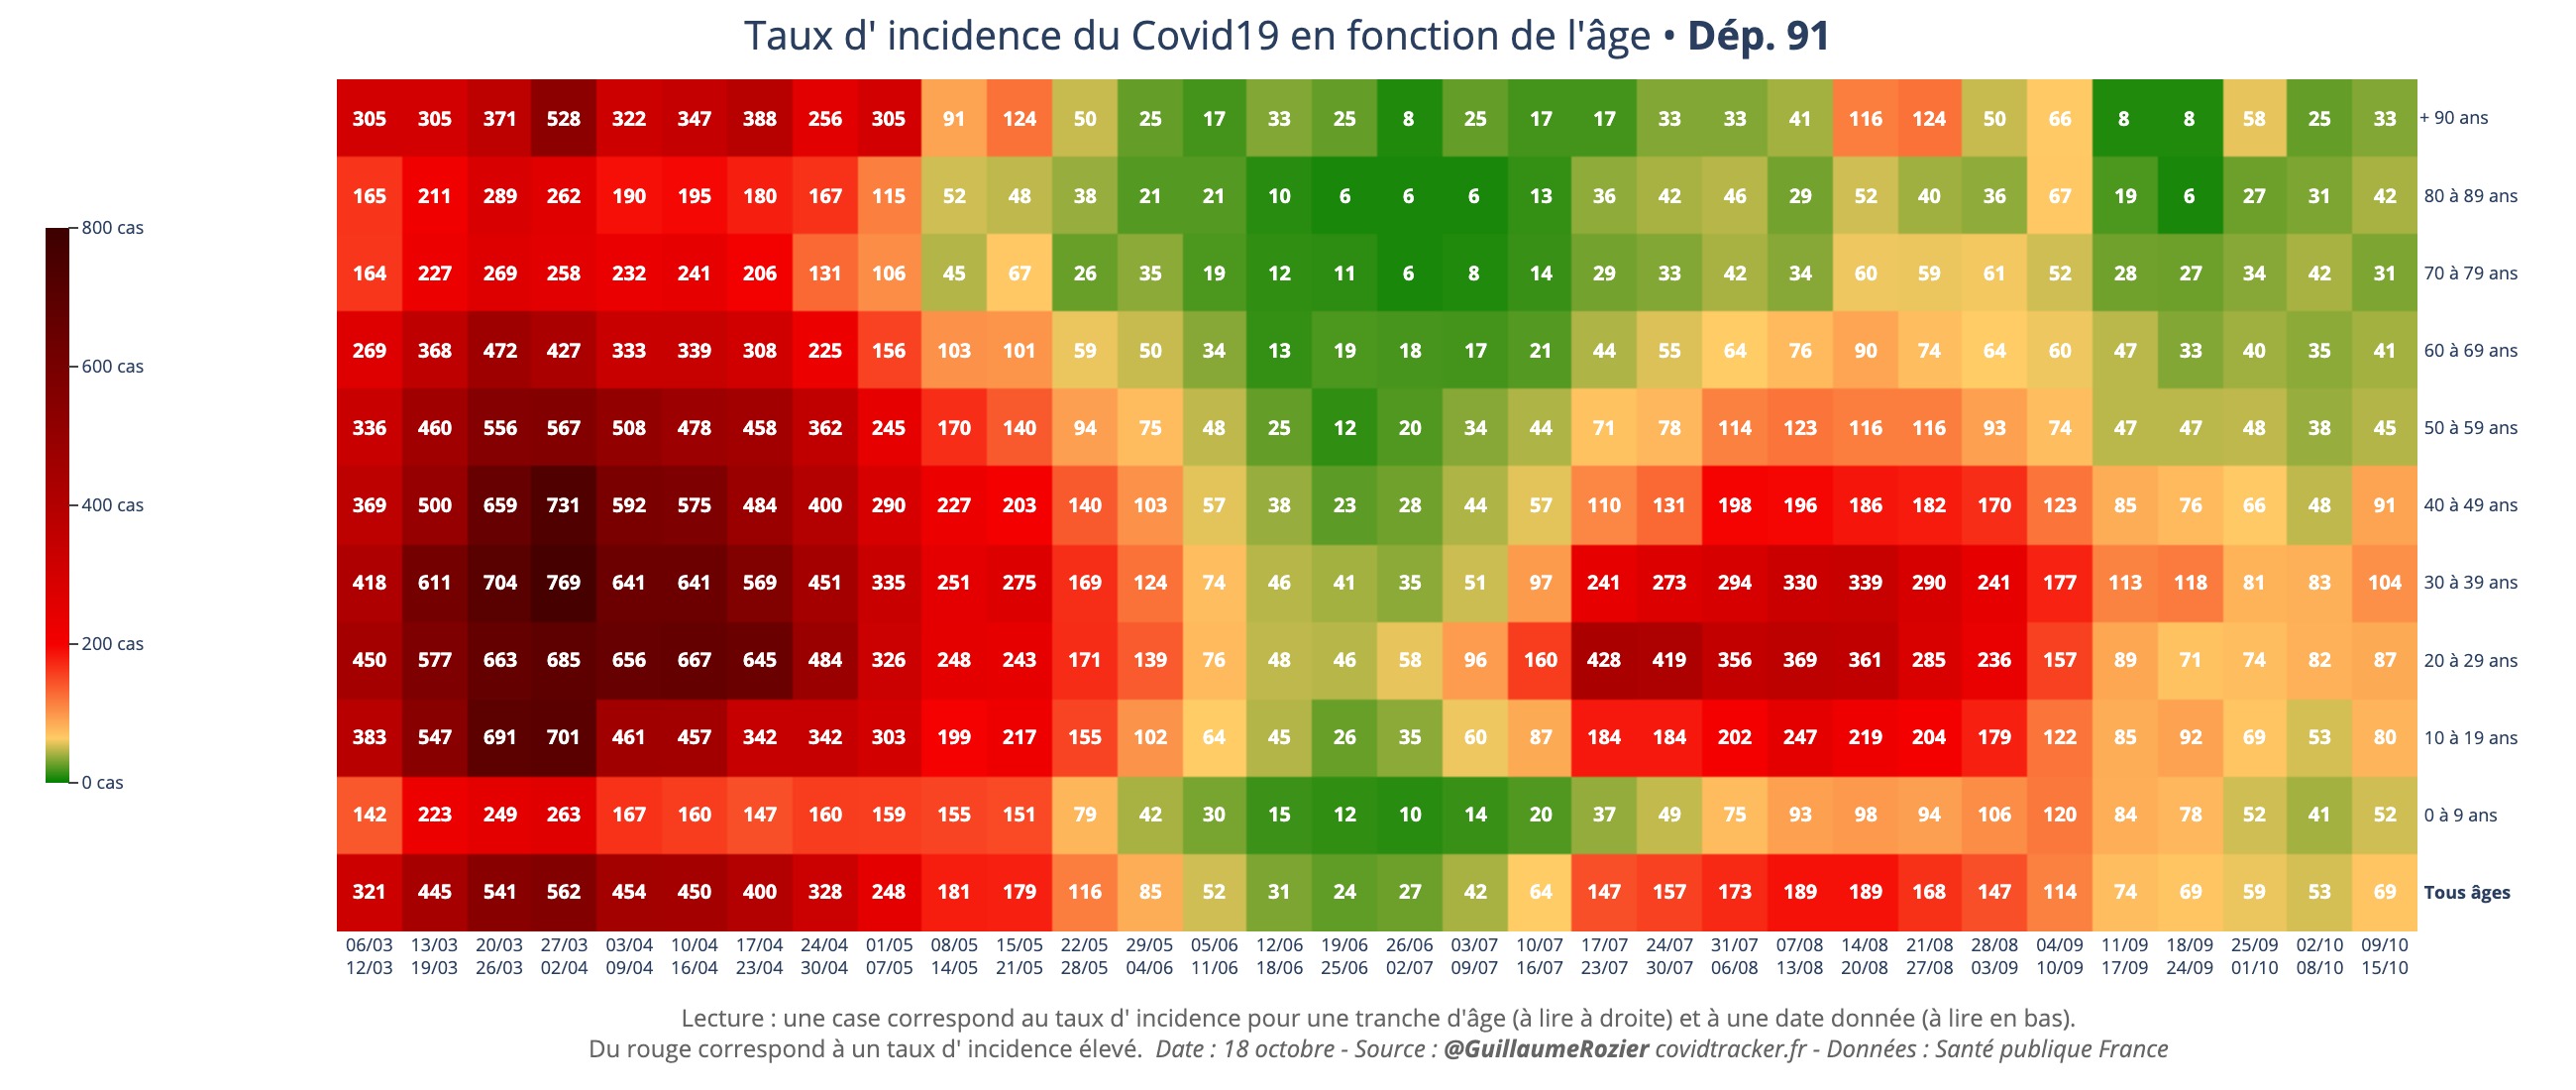 Taux d' incidence du Covid19 en fonction de l'âge • Dép. 91
305 305 371 528 322 347 388 256 305 91 124 50 25 17 33 25 8 25 17 17 33 33 41 116 124 50 66 8 8 58 25 33 + 90 ans
165 211 289 262 190 195 180 167 115 52 48 38 21 21 10 6 6 6 13 36 42 46 29 52 40 36 67 19 6 27 31 42 80 à 89 ans
164 227 269 258 232 241 206 131 106 45 67 26 35 19 12 11 6 8 14 29 33 42 34 60 59 61 52 28 27 34 42 31 70 à 79 ans
269 368 472 427 333 339 308 225 156 103 101 59 50 34 13 19 18 17 21 44 55 64 76 90 74 64 60 47 33 40 35 41 60 à 69 ans
336 460 556 567 508 478 458 362 245 170 140 94 75 48 25 12 20 34 44 71 78 114 123 116 116 93 74 47 47 48 38 45 50 à 59 ans
369 500 659 731 592 575 484 400 290 227 203 140 103 57 38 23 28 44 57 110 131 198 196 186 182 170 123 85 76 66 48 91 40 à 49 ans
418 611 704 769 641 641 569 451 335 251 275 169 124 74 46 41 35 51 97 241 273 294 330 339 290 241 177 113 118 81 83 104 30 à 39 ans
450 577 663 685 656 667 645 484 326 248 243 171 139 76 48 46 58 96 160 428 419 356 369 361 285 236 157 89 71 74 82 87 20 à 29 ans
383 547 691 701 461 457 342 342 303 199 217 155 102 64 45 26 35 60 87 184 184 202 247 219 204 179 122 85 92 69 53 80 10 à 19 ans
142 223 249 263 167 160 147 160 159 155 151 79 42 30 15 12 10 14 20 37 49 75 93 98 94 106 120 84 78 52 41 52 0 à 9 ans
321 445 541 562 454 450 400 328 248 181 179 116 85 52 31 24 27 42 64 147 157 173 189 189 168 147 114 74 69 59 53 69 Tous âges
06/03 13/03 20/03 27/03 03/04 10/04 17/04 24/04 01/05 08/05 15/05 22/05 29/05 05/06 12/06 19/06 26/06 03/07 10/07 17/07 24/07 31/07 07/08 14/08 21/08 28/08 04/09 11/09 18/09 25/09 02/10 09/10
12/03 19/03 26/03 02/04 09/04 16/04 23/04 30/04 07/05 14/05 21/05 28/05 04/06 11/06 18/06 25/06 02/07 09/07 16/07 23/07 30/07 06/08 13/08 20/08 27/08 03/09 10/09 17/09 24/09 01/10 08/10 15/10
800 cas
600 cas
400 cas
200 cas
0 cas
Lecture : une case correspond au taux d' incidence pour une tranche d'âge (à lire à droite) et à une date donnée (à lire en bas).
Du rouge correspond à un taux d' incidence élevé. Date : 18 octobre - Source : @GuillaumeRozier covidtracker.fr - Données : Santé publique France